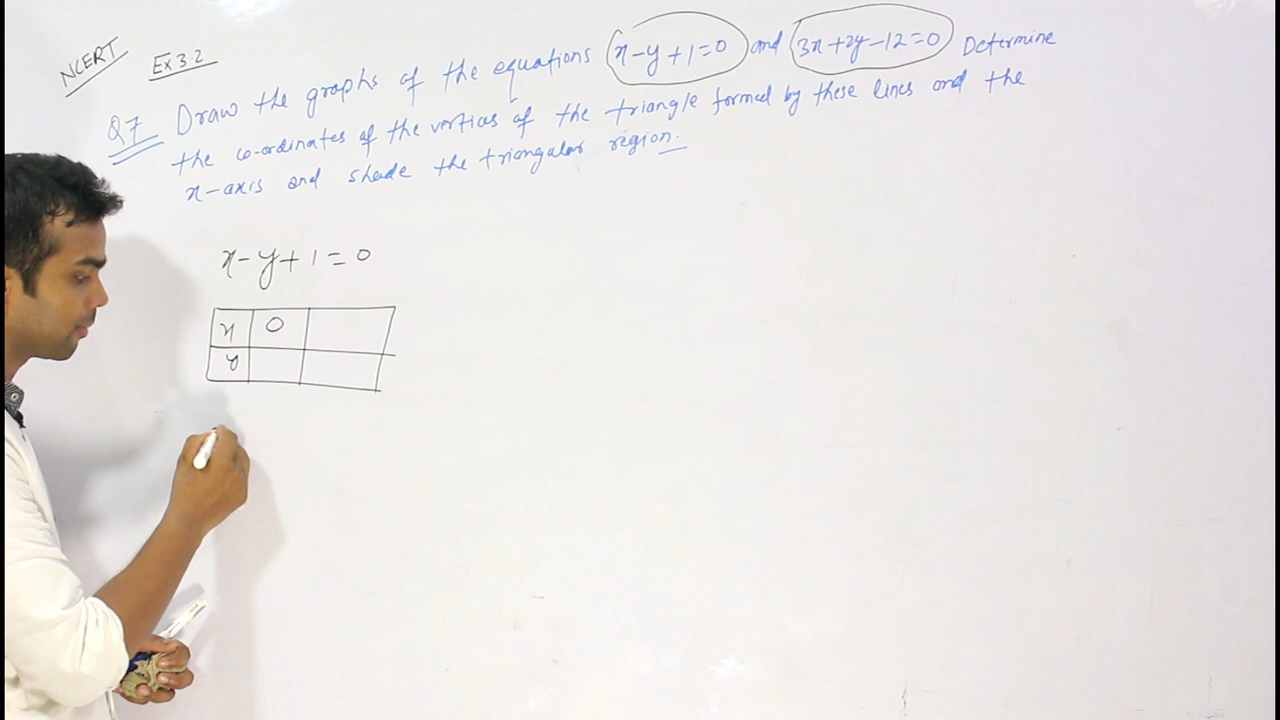 NCERT Ex 3.2
Q7 Draw the graphs of the equations x-y+1=0 and 3x+2y-12=0 Determine
the co-ordinates of the vertices of the triangle formed by these lines and the
x-axis and shade the triangular region.
x-y+1=0
x 0
y